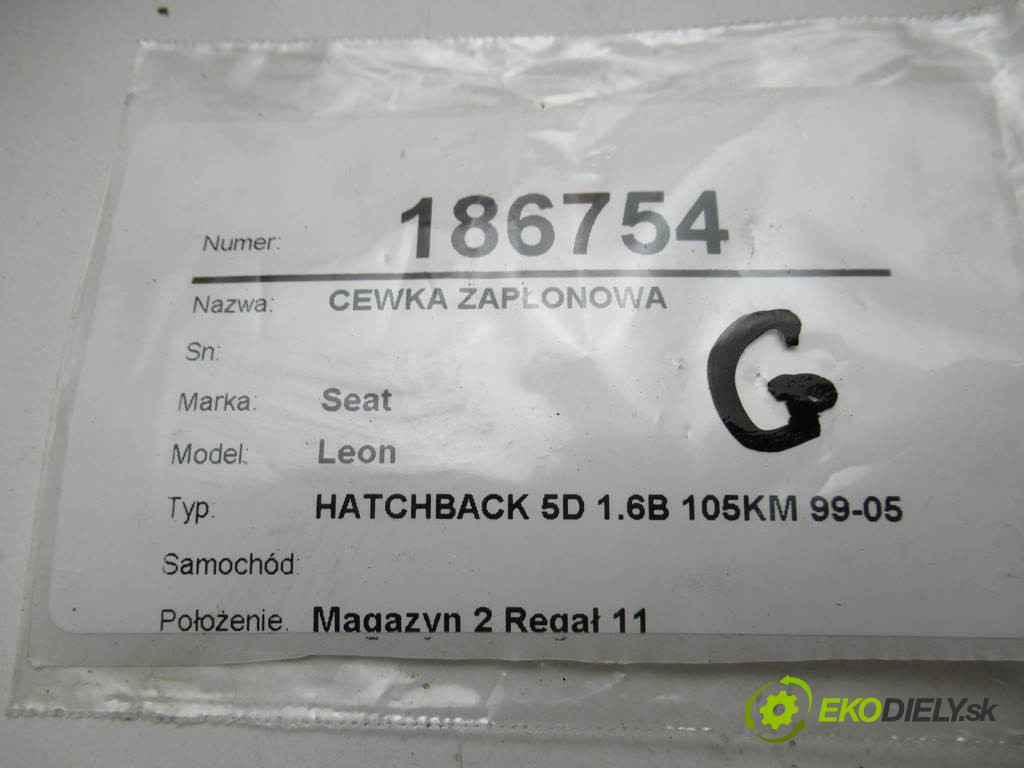 Numer: 186754
Nazwa: CEWKA ZAPŁONOWA
Sn:
G
Marka: Seat
Model: Leon
Typ: HATCHBACK 5D 1.6B 105KM 99-05
Samochód:
Położenie. Magazyn 2 Regał 11
EKODIELY.sk